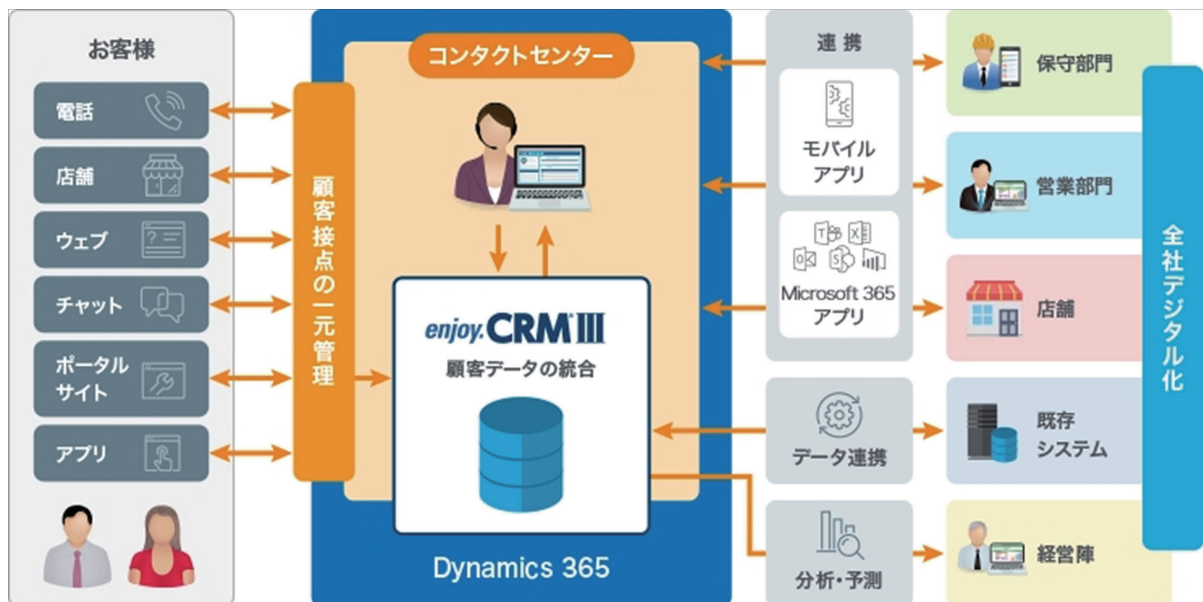 お客様
電話
店舗
ウェブ
チャット
ポータル
サイト
アプリ
顧客接点の一元管理
コンタクトセンター
enjoy.CRM III
顧客データの統合
Dynamics 365
連携
モバイル
アプリ
Microsoft 365
アプリ
データ連携
分析・予測
保守部門
営業部門
店舗
既存
システム
経営陣
全社デジタル化